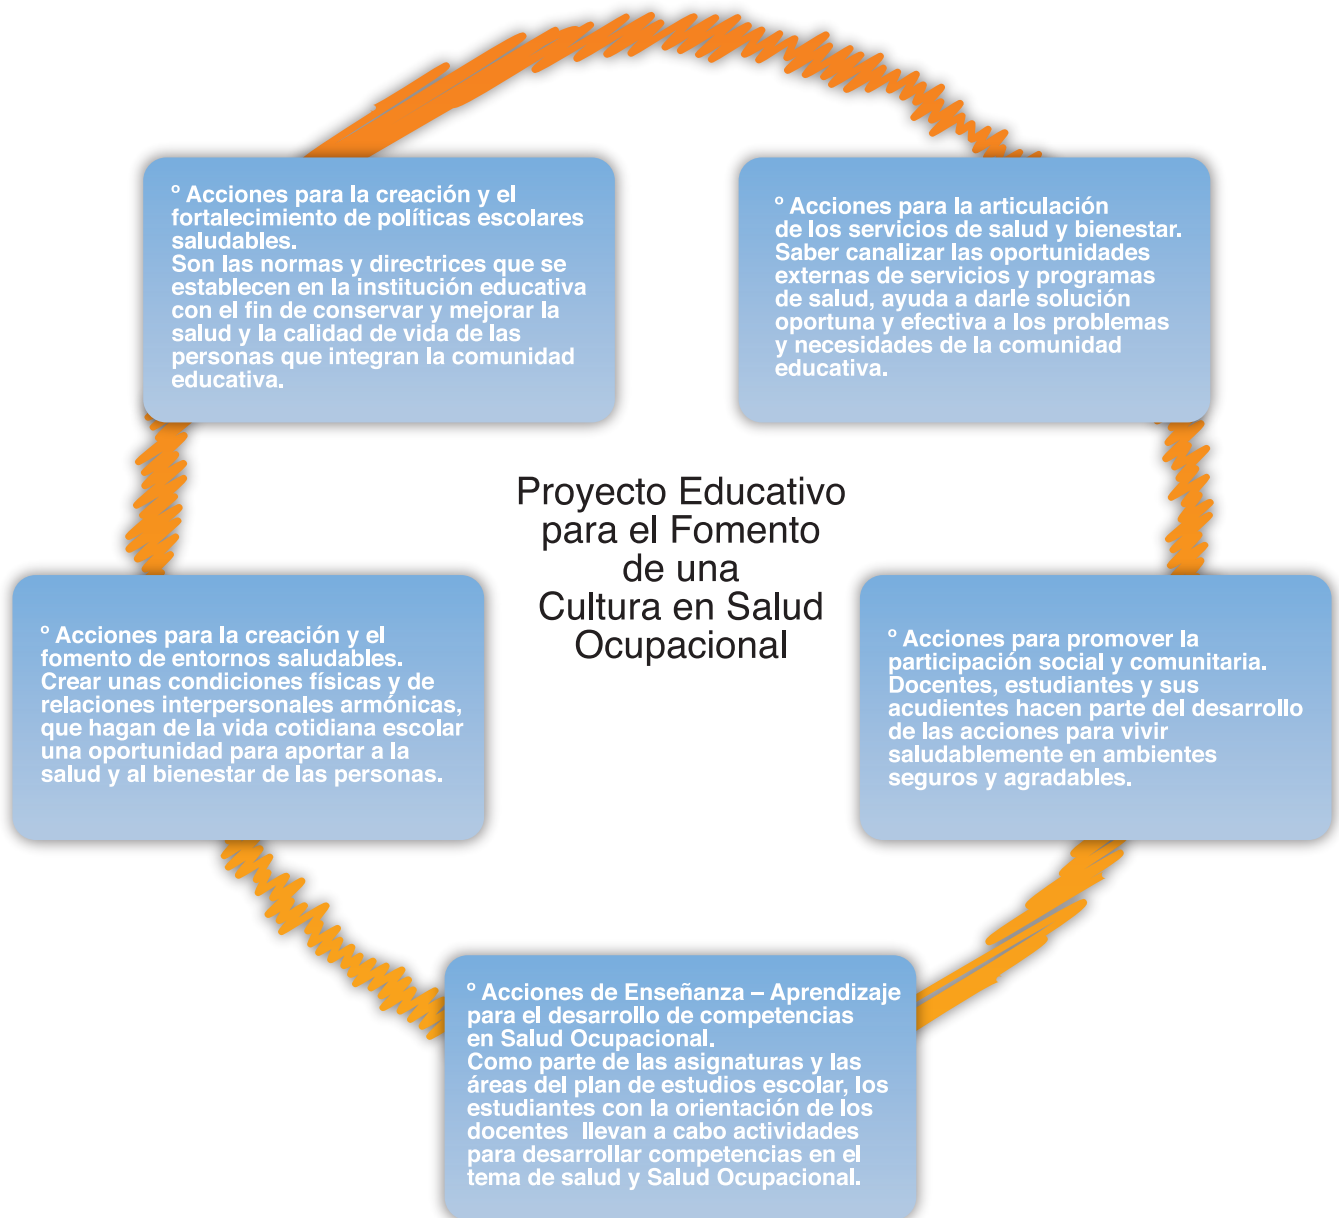 º Acciones para la creación y el
fortalecimiento de políticas escolares
saludables.
Son las normas y directrices que se
establecen en la institución educativa
con el fin de conservar y mejorar la
salud y la calidad de vida de las
personas que integran la comunidad
educativa.
º Acciones para la articulación
de los servicios de salud y bienestar.
Saber canalizar las oportunidades
externas de servicios y programas
de salud, ayuda a darle solución
oportuna y efectiva a los problemas
y necesidades de la comunidad
educativa.
Proyecto Educativo
para el Fomento
de una
Cultura en Salud
Ocupacional
º Acciones para la creación y el
fomento de entornos saludables.
Crear unas condiciones físicas y de
relaciones interpersonales armónicas,
que hagan de la vida cotidiana escolar
una oportunidad para aportar a la
salud y al bienestar de las personas.
º Acciones para promover la
participación social y comunitaria.
Docentes, estudiantes y sus
acudientes hacen parte del desarrollo
de las acciones para vivir
saludablemente en ambientes
seguros y agradables.
º Acciones de Enseñanza – Aprendizaje
para el desarrollo de competencias
en Salud Ocupacional.
Como parte de las asignaturas y las
áreas del plan de estudios escolar, los
estudiantes con la orientación de los
docentes  llevan a cabo actividades
para desarrollar competencias en el
tema de salud y Salud Ocupacional.